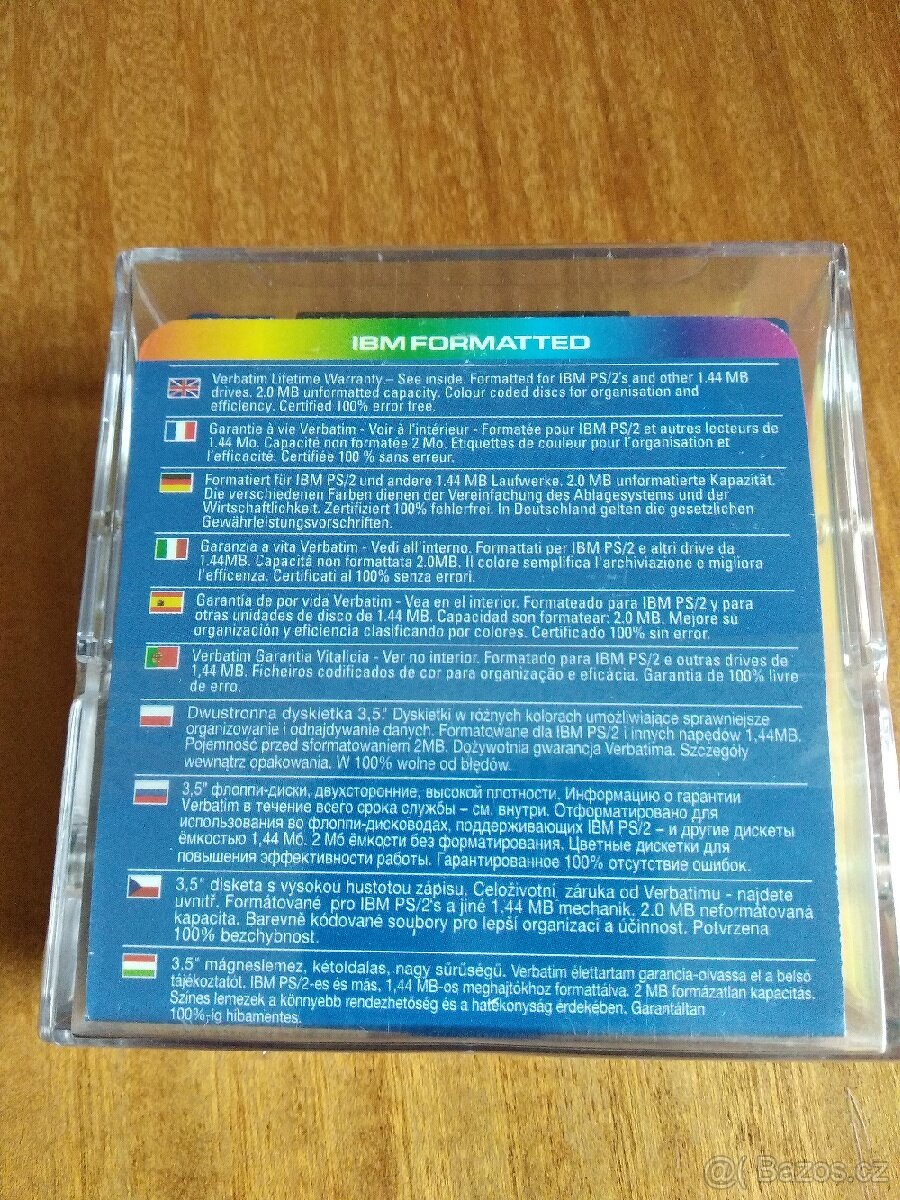 IBM FORMATTED
Verbatim Lifetime Warranty – See inside. Formatted for IBM PS/2's and other 1.44 MB
drives. 2.0 MB unformatted capacity. Colour coded discs for organisation and
efficiency. Certified 100% error free.
Garantie à vie Verbatim - Voir à l'intérieur - Formatée pour IBM PS/2 et autres lecteurs de
1.44 Mo. Capacité non formatée 2 Mo. Etiquettes de couleur pour l'organisation et
l'efficacité. Certifiée 100 % sans erreur.
Formatiert für IBM PS/2 und andere 1.44 MB Laufwerke. 2.0 MB unformatierte Kapazität.
Die verschiedenen Farben dienen der Vereinfachung des Ablagesystems und der
Wirtschaftlichkeit. Zertifiziert 100% fehlerfrei. In Deutschland gelten die gesetzlichen
Gewährleistungsvorschriften.
Garanzia a vita Verbatim - Vedi all'interno. Formattati per IBM PS/2 e altri drive da
1.44MB. Capacità non formattata 2.0MB. Il colore semplifica l'archiviazione e migliora
l'efficenza. Certificati al 100% senza errori.
Garantía de por vida Verbatim - Vea en el interior. Formateado para IBM PS/2 y para
otras unidades de disco de 1.44 MB. Capacidad son formatear: 2.0 MB. Mejore su
organización y eficiencia clasificando por colores. Certificado 100% sin error.
Verbatim Garantia Vitalicia - Ver no interior. Formatado para IBM PS/2 e outras drives de
1,44 MB. Ficheiros codificados de cor para organização e eficácia. Garantia de 100% livre
de erro.
Dwustronna dyskietka 3,5." Dyskietki w różnych kolorach umożliwiające sprawniejsze
organizowanie i odnajdywanie danych. Formatowane dla IBM PS/2 i innych napędów 1,44MB.
Pojemność przed sformatowaniem 2MB. Dożywotnia gwarancja Verbatima. Szczegóły
wewnątrz opakowania. W 100% wolne od błędów.
3,5" флоппи-диски, двухсторонние, высокой плотности. Информацию о гарантии
Verbatim в течение всего срока службы – см. внутри. Отформатировано для
использования во флоппи-дисководах, поддерживающих IBM PS/2 – и другие дискеты
ёмкостью 1,44 Мб. 2 Мб ёмкости без форматирования. Цветные дискетки для
повышения эффективности работы. Гарантированное 100% отсутствие ошибок.
3,5" disketa s vysokou hustotou zápisu. Celoživotní záruka od Verbatimu - najdete
uvnitř. Formátované pro IBM PS/2's a jiné 1,44 MB mechanik. 2.0 MB neformátovaná
kapacita. Barevně kódované soubory pro lepší organizaci a účinnost. Potvrzena
100% bezchybnost.
3,5" mágneslemez, kétoldalas, nagy sűrűségű. Verbatim élettartam garancia-olvassa el a belső
tájékoztatót. IBM PS/2-es és más, 1,44 MB-os meghajtókhoz formattálva. 2 MB formázatlan kapacitás.
Színes lemezek a könnyebb rendezhetőség és a hatékonyság érdekében. Garantáltan
100%-ig hibamentes.
Bazos.cz